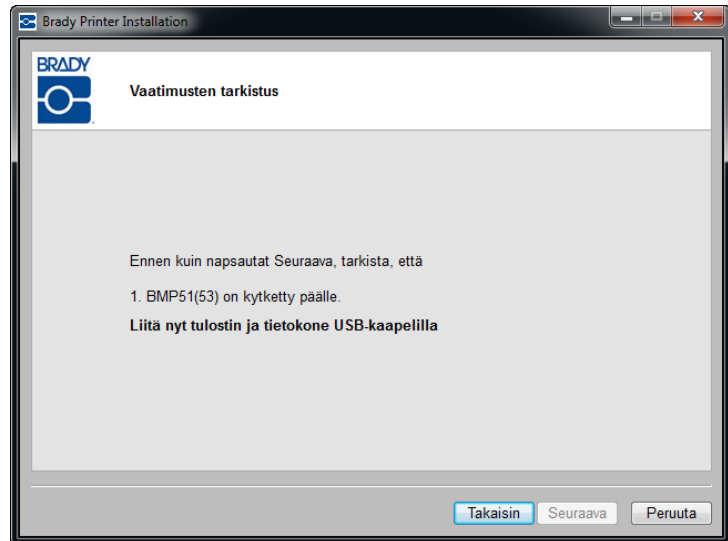 Brady Printer Installation
BRADY
Vaatimusten tarkistus
Ennen kuin napsautat Seuraava, tarkista, että
1. BMP51(53) on kytketty päälle.
Liitä nyt tulostin ja tietokone USB-kaapelilla
Takaisin Seuraava Peruuta